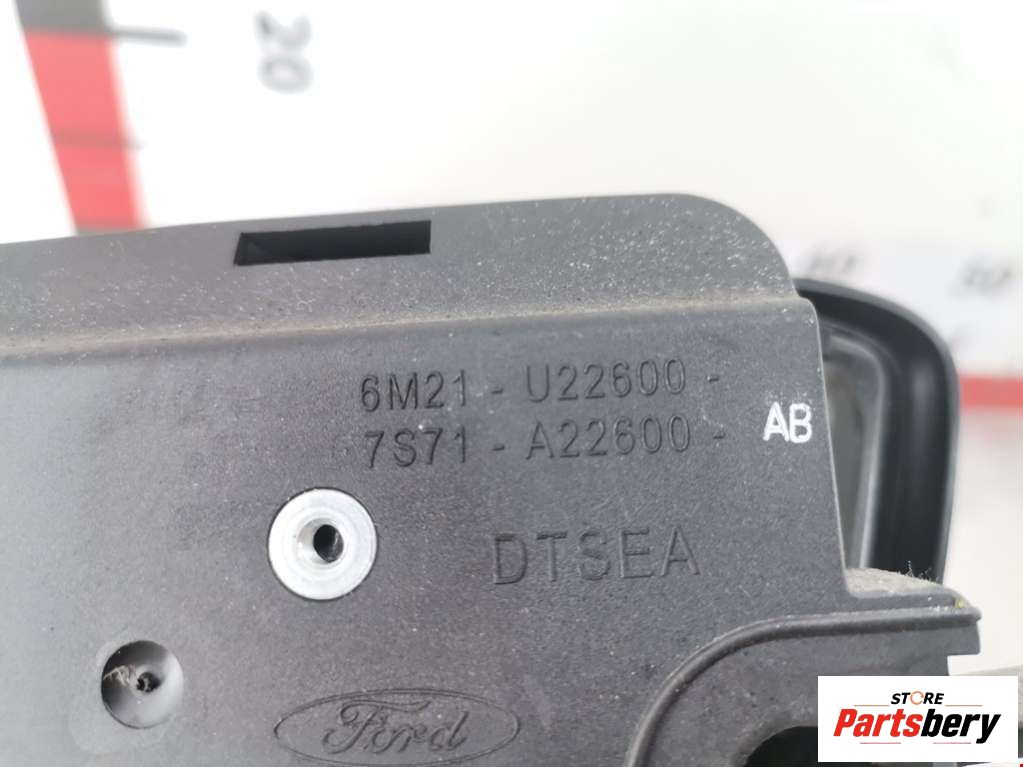 20
6M21 - U22600 -
7S71 - A22600 - AB
DTSEA
Ford
STORE
Partsbery